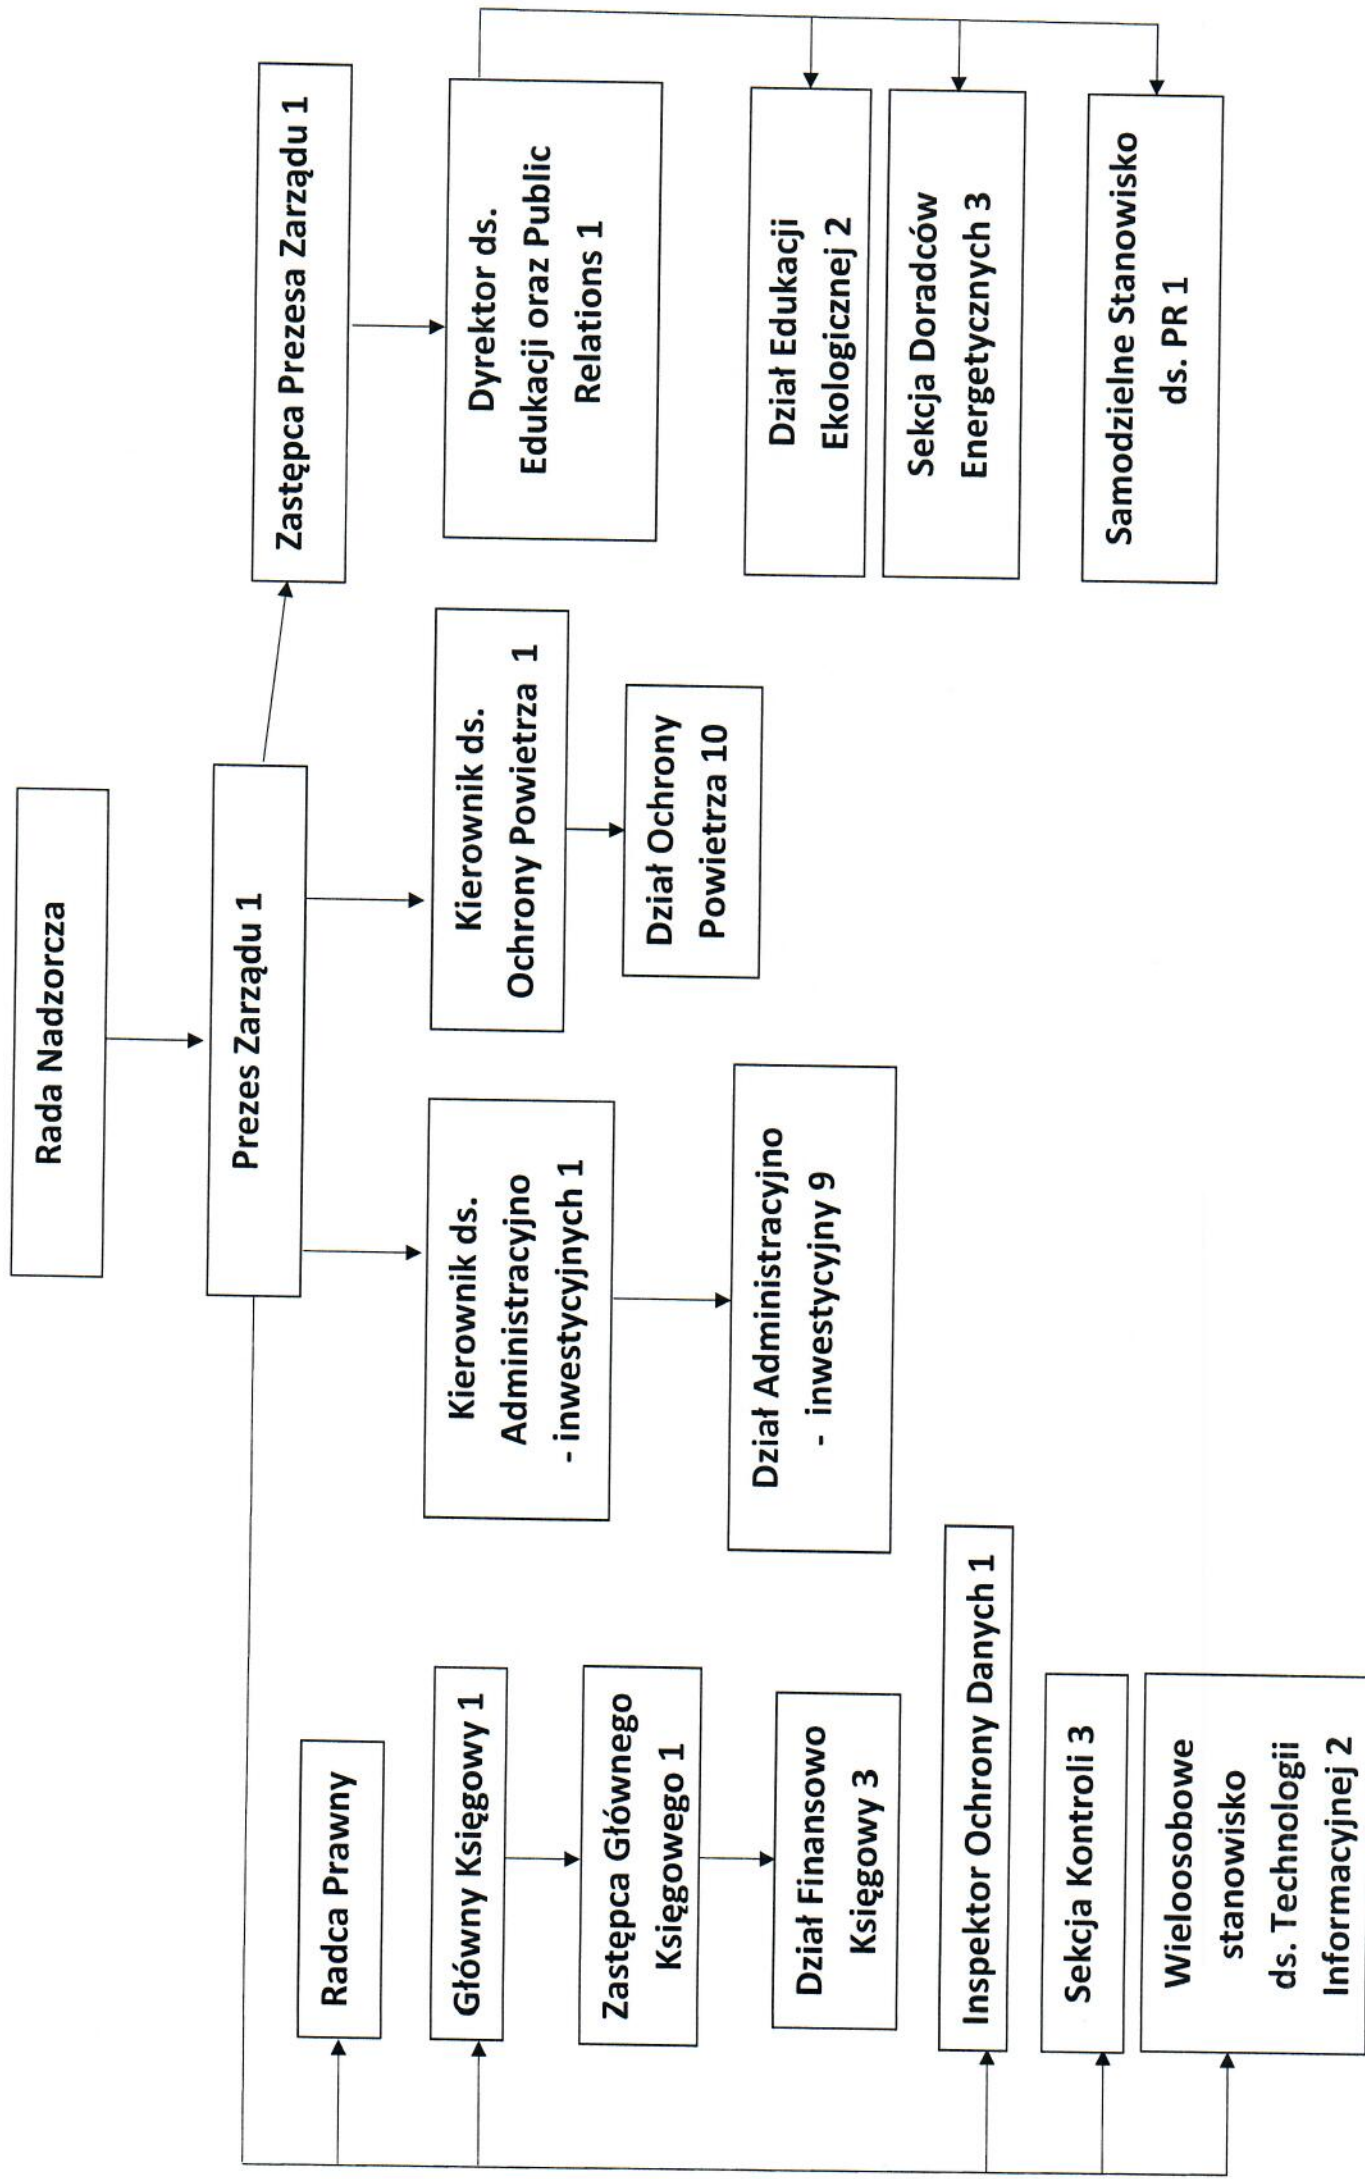 Rada Nadzorcza
Prezes Zarządu 1
Zastępca Prezesa Zarządu 1
Radca Prawny
Główny Księgowy 1
Zastępca Głównego
Księgowego 1
Dział Finansowo
Księgowy 3
Inspektor Ochrony Danych 1
Sekcja Kontroli 3
Wieloosobowe
stanowisko
ds. Technologii
Informacyjnej 2
Kierownik ds.
Administracyjno
- inwestycyjnych 1
Dział Administracyjno
- inwestycyjny 9
Kierownik ds.
Ochrony Powietrza 1
Dział Ochrony
Powietrza 10
Dyrektor ds.
Edukacji oraz Public
Relations 1
Dział Edukacji
Ekologicznej 2
Sekcja Doradców
Energetycznych 3
Samodzielne Stanowisko
ds. PR 1